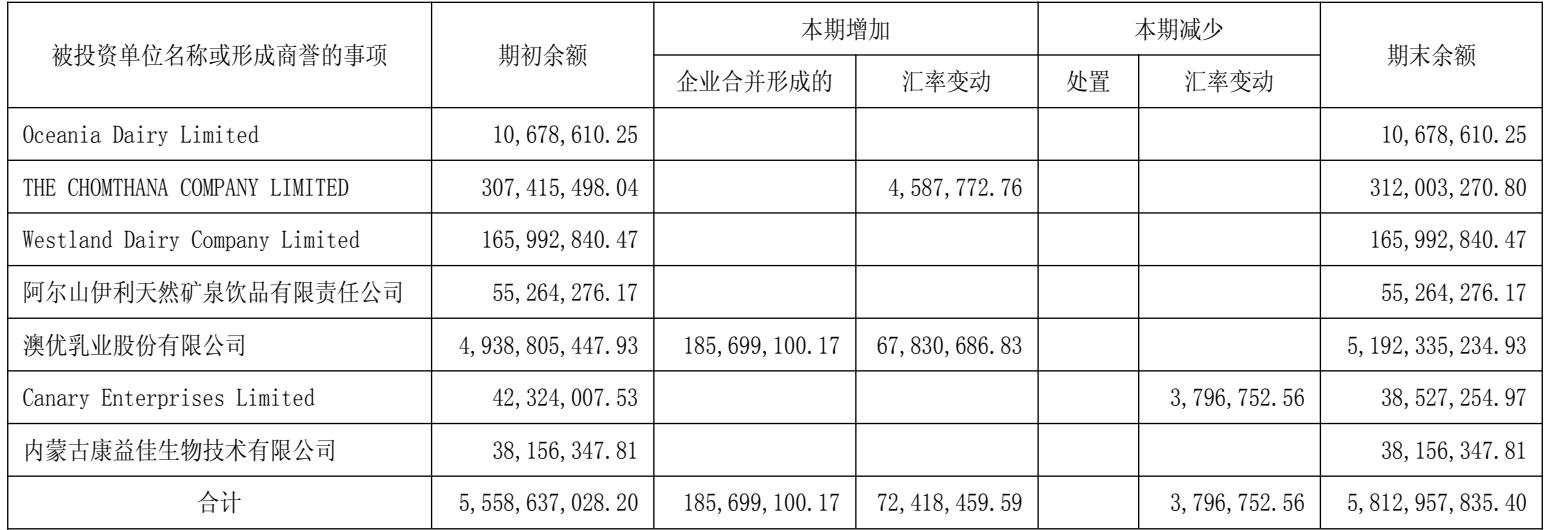 被投资单位名称或形成商誉的事项 期初余额 本期增加 本期减少 期末余额
企业合并形成的 汇率变动 处置 汇率变动
Oceania Dairy Limited 10,678,610.25 10,678,610.25
THE CHOMTHANA COMPANY LIMITED 307,415,498.04 4,587,772.76 312,003,270.80
Westland Dairy Company Limited 165,992,840.47 165,992,840.47
阿尔山伊利天然矿泉饮品有限责任公司 55,264,276.17 55,264,276.17
澳优乳业股份有限公司 4,938,805,447.93 185,699,100.17 67,830,686.83 5,192,335,234.93
Canary Enterprises Limited 42,324,007.53 3,796,752.56 38,527,254.97
内蒙古康益佳生物技术有限公司 38,156,347.81 38,156,347.81
合计 5,558,637,028.20 185,699,100.17 72,418,459.59 3,796,752.56 5,812,957,835.40